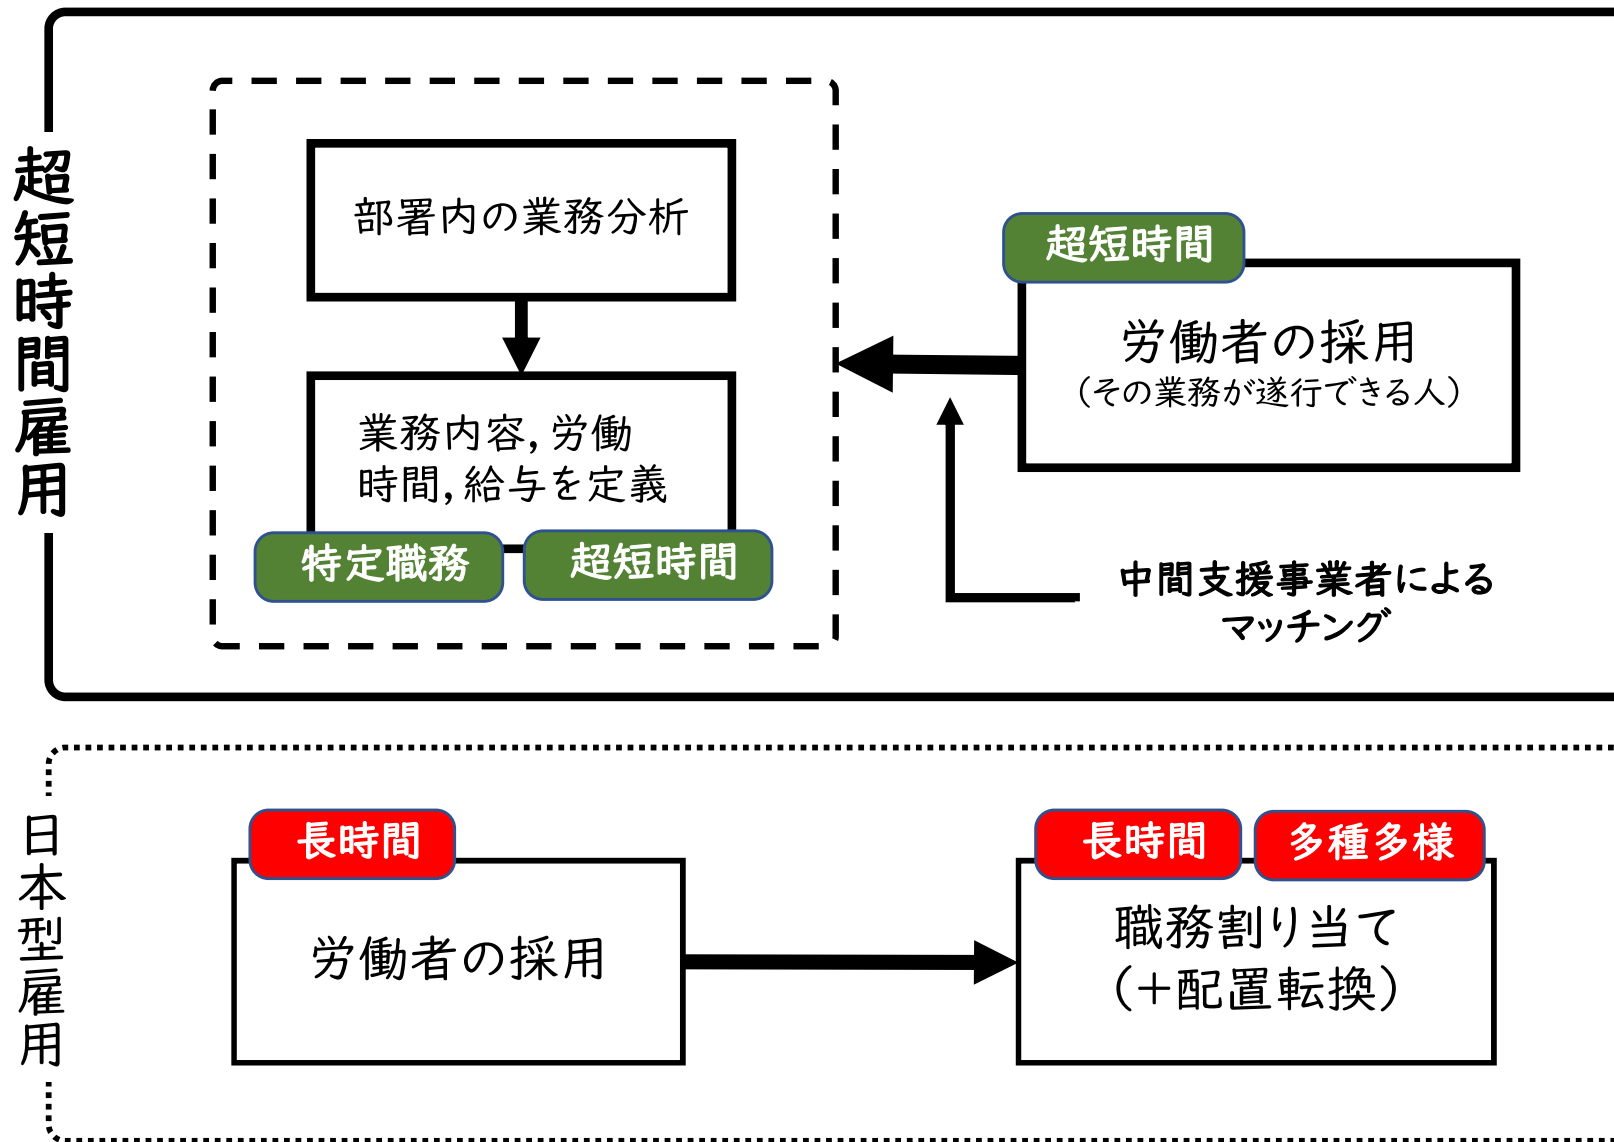 超短時間雇用
部署内の業務分析
業務内容,労働
時間,給与を定義
特定職務
超短時間
超短時間
労働者の採用
(その業務が遂行できる人)
中間支援事業者による
マッチング
日本型雇用
長時間
労働者の採用
長時間
多種多様
職務割り当て
(+配置転換)